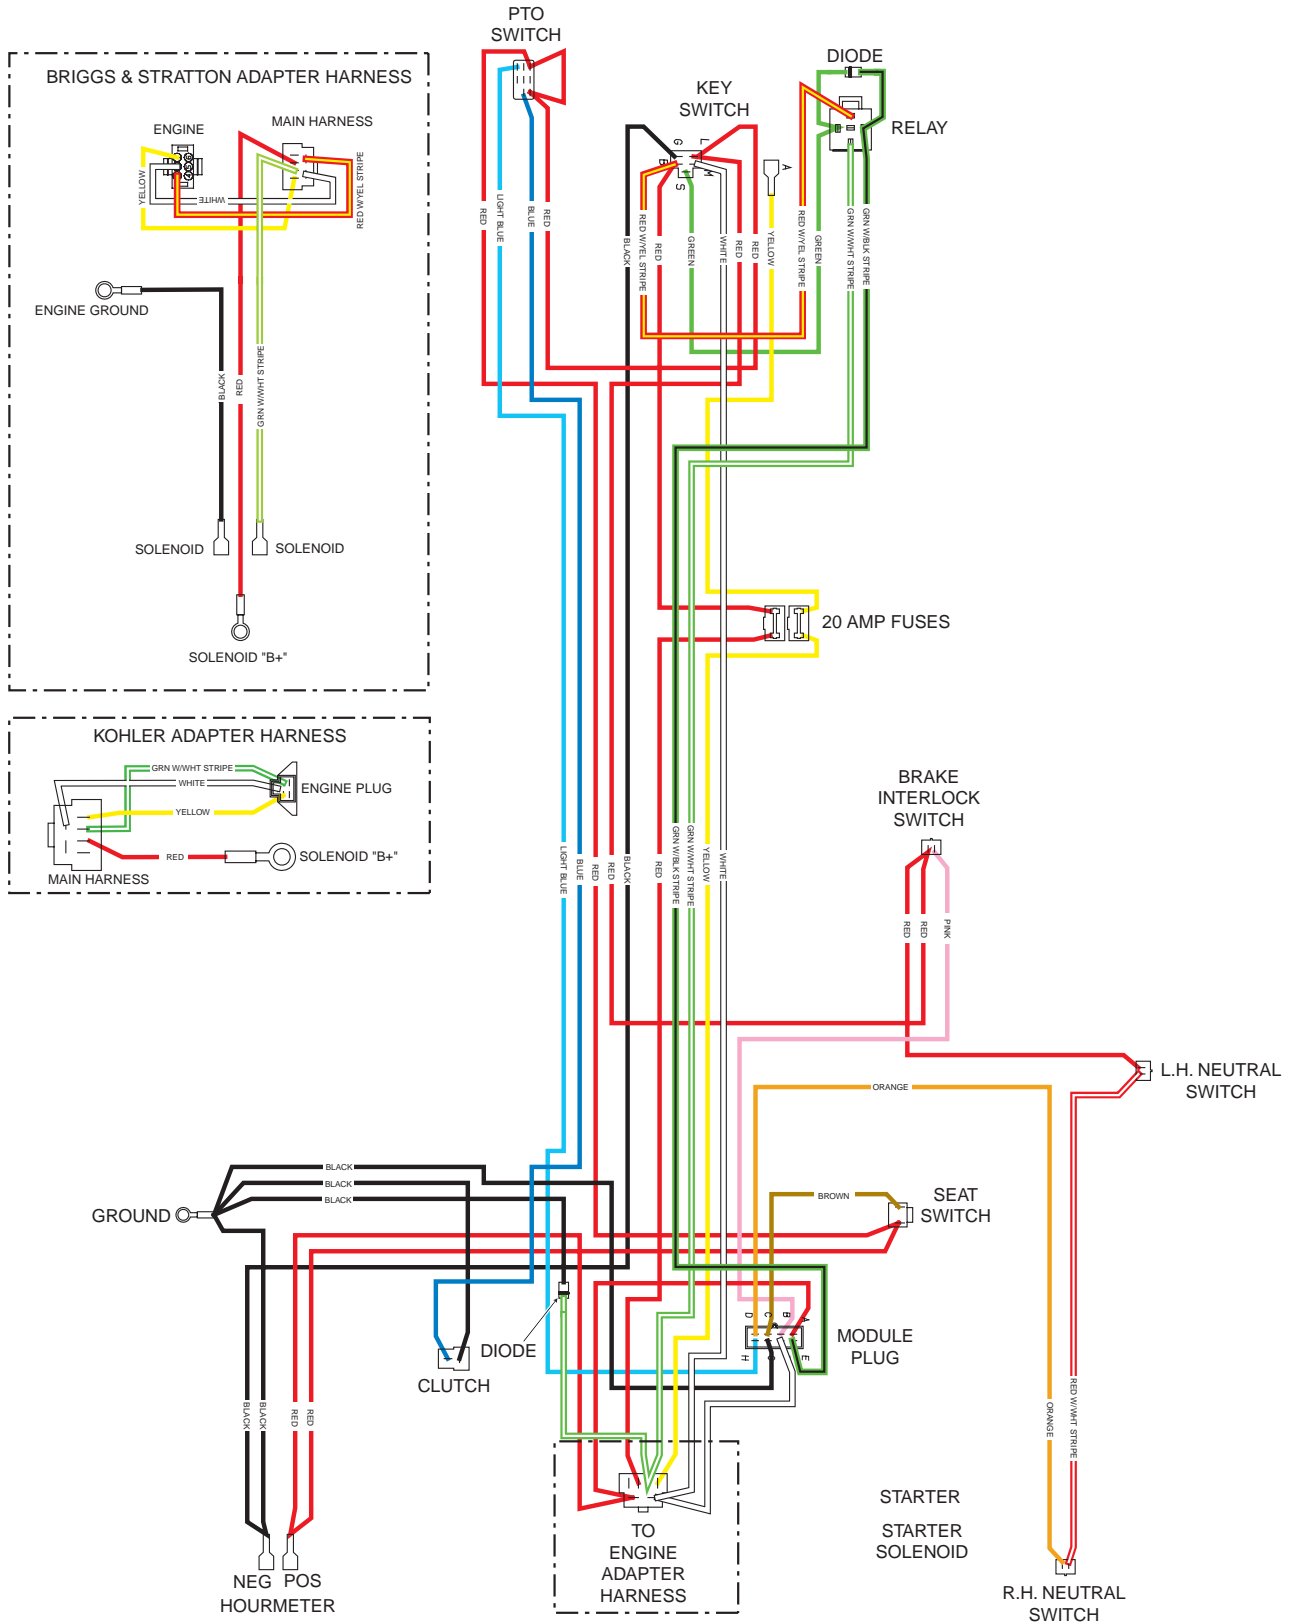 PTO
SWITCH
DIODE
BRIGGS & STRATTON ADAPTER HARNESS
KEY
SWITCH
ENGINE
MAIN HARNESS
RELAY
G
L
B
M
S
A
E
YELLOW
WHITE
RED W/YEL STRIPE
RED
LIGHT BLUE
BLUE
RED
BLACK
RED W/YEL STRIPE
RED
GREEN
WHITE
RED
RED
YELLOW
RED W/YEL STRIPE
GREEN
GRN W/WHT STRIPE
GRN W/BLK STRIPE
ENGINE GROUND
BLACK
RED
GRN W/WHT STRIPE
SOLENOID
SOLENOID
SOLENOID "B+"
20 AMP FUSES
KOHLER ADAPTER HARNESS
GRN W/WHT STRIPE
WHITE
ENGINE PLUG
YELLOW
RED
SOLENOID "B+"
MAIN HARNESS
BRAKE
INTERLOCK
SWITCH
LIGHT BLUE
BLUE
RED
RED
BLACK
RED
GRN W/BLK STRIPE
GRN W/WHT STRIPE
YELLOW
WHITE
RED
RED
PINK
L.H. NEUTRAL
SWITCH
ORANGE
BLACK
BLACK
BLACK
GROUND
BROWN
SEAT
SWITCH
D
C
B
A
H
E
MODULE
PLUG
DIODE
CLUTCH
BLACK
BLACK
RED
RED
ORANGE
RED W/WHT STRIPE
STARTER
STARTER
SOLENOID
TO
ENGINE
ADAPTER
HARNESS
NEG
POS
HOURMETER
R.H. NEUTRAL
SWITCH